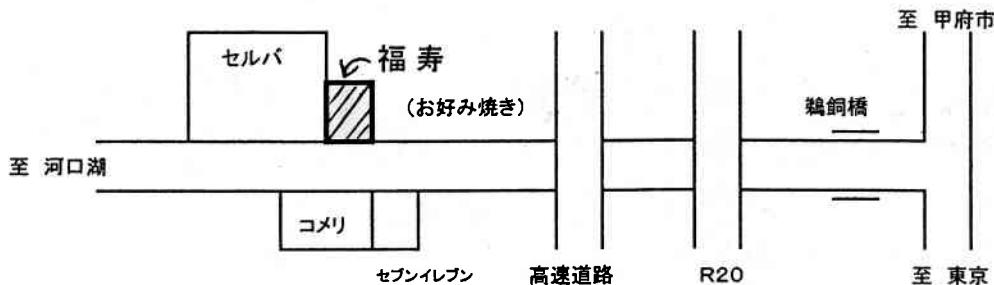 至 甲府市
セルバ
福寿
(お好み焼き)
鵜飼橋
至 河口湖
コメリ
セブンイレブン
高速道路
R20
至 東京